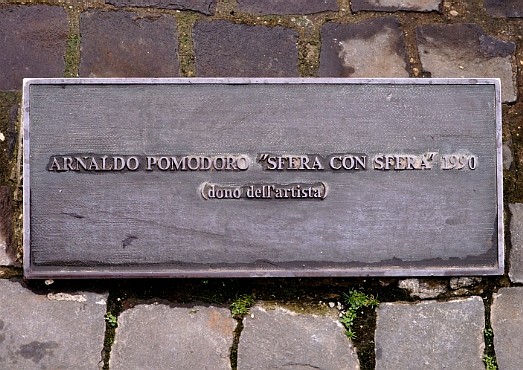 ARNALDO POMODORO "SFERA CON SFERA" 1990
(dono dell'artista)